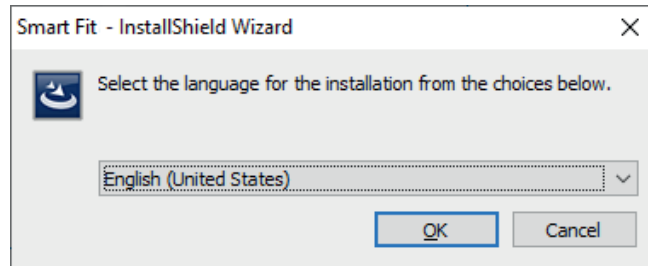 Smart Fit - InstallShield Wizard
Select the language for the installation from the choices below.
English (United States)
OK
Cancel